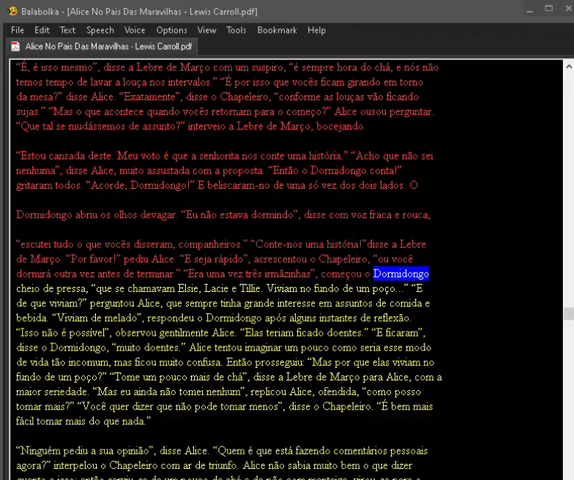 Balabolka - [Alice No Pais Das Maravilhas - Lewis Carroll.pdf]
File Edit Text Speech Voice Options View Bookmark Help
Alice No Pais Das Maravilhas - Lewis Carroll.pdf
“É, é isso mesmo”, disse a Lebre de Março com um suspiro, “é sempre hora do chá, e nós não
temos tempo de lavar a louça nos intervalos.” “É por isso que vocês ficam girando em torno
da mesa?” disse Alice. “Exatamente”, disse o Chapeleiro, “conforme as louças vão ficando
sujas.” “Mas o que acontece quando vocês retornam para o começo?” Alice ousou perguntar.
“Que tal se mudássemos de assunto?” interveio a Lebre de Março, bocejando.
“Estou cansada deste. Meu voto é que a senhorita nos conte uma história.” “Acho que não sei
nenhuma”, disse Alice, muito assustada com a proposta. “Então o Dormidongo conta!”
gritaram todos. “Acorde, Dormidongo!” E beliscaram-no de uma só vez dos dois lados. O
Dormidongo abriu os olhos devagar. “Eu não estava dormindo”, disse com voz fraca e rouca,
“escutei tudo o que vocês disseram, companheiros.” “Conte-nos uma história!”disse a Lebre
de Março. “Por favor!” pediu Alice. “E seja rápido”, acrescentou o Chapeleiro, “ou você
dormirá outra vez antes de terminar.” “Era uma vez três irmãzinhas”, começou o Dormidongo
cheio de pressa, “que se chamavam Elsie, Lacie e Tillie. Viviam no fundo de um poço...” “E
de que viviam?” perguntou Alice, que sempre tinha grande interesse em assuntos de comida e
bebida. “Viviam de melado”, respondeu o Dormidongo após alguns instantes de reflexão.
“Isso não é possível”, observou gentilmente Alice. “Elas teriam ficado doentes.” “E ficaram”,
disse o Dormidongo, “muito doentes.” Alice tentou imaginar um pouco como seria esse modo
de vida tão incomum, mas ficou muito confusa. Então prosseguiu: “Mas por que elas viviam no
fundo de um poço?” “Tome um pouco mais de chá”, disse a Lebre de Março para Alice, com a
maior seriedade. “Mas eu ainda não tomei nenhum”, replicou Alice, ofendida, “como posso
tomar mais?” “Você quer dizer que não pode tomar menos”, disse o Chapeleiro. “É bem mais
fácil tomar mais do que nada.”
“Ninguém pediu a sua opinião”, disse Alice. “Quem é que está fazendo comentários pessoais
agora?” interpelou o Chapeleiro com ar de triunfo. Alice não sabia muito bem o que dizer